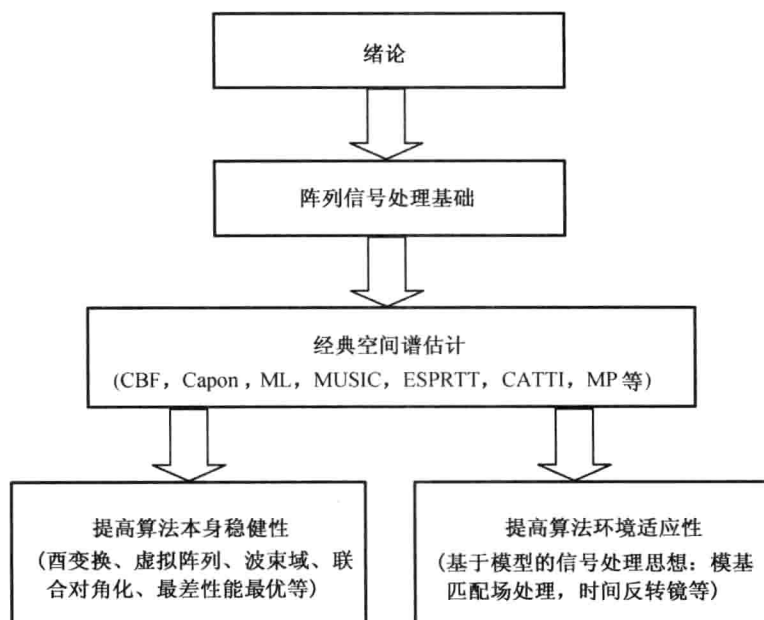 绪论
阵列信号处理基础
经典空间谱估计
(CBF，Capon，ML，MUSIC，ESPRTT，CATTI，MP等)
提高算法本身稳健性
(酉变换、虚拟阵列、波束域、联
合对角化、最差性能最优等)
提高算法环境适应性
(基于模型的信号处理思想：模基
匹配场处理，时间反转镜等)